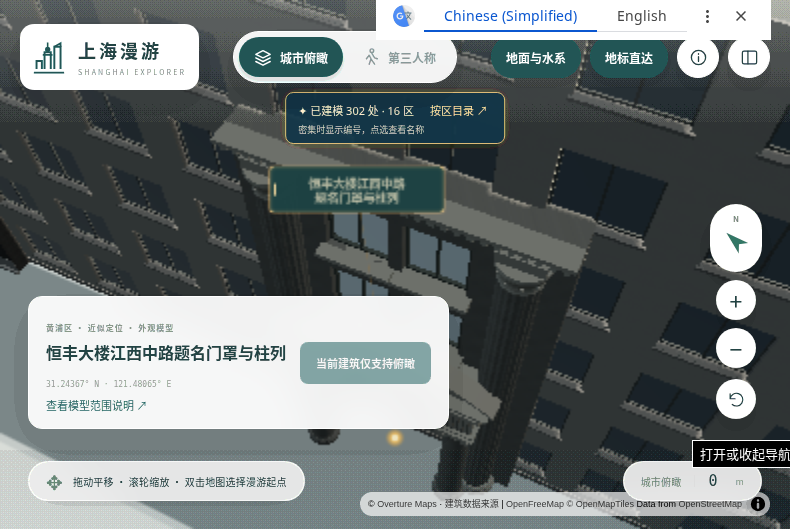 Chinese (Simplified)
English
上海漫游
SHANGHAI EXPLORER
城市俯瞰
第三人称
地面与水系
地标直达
✦ 已建模 302 处 · 16 区
按区目录 ↗
密集时显示编号，点选查看名称
恒丰大楼江西中路
题名门罩与柱列
N
黄浦区 • 近似定位 • 外观模型
恒丰大楼江西中路题名门罩与柱列
当前建筑仅支持俯瞰
31.24367° N · 121.48065° E
查看模型范围说明 ↗
打开或收起导航
拖动平移 • 滚轮缩放 • 双击地图选择漫游起点
城市俯瞰 0 m
© Overture Maps · 建筑数据来源 | OpenFreeMap © OpenMapTiles Data from OpenStreetMap